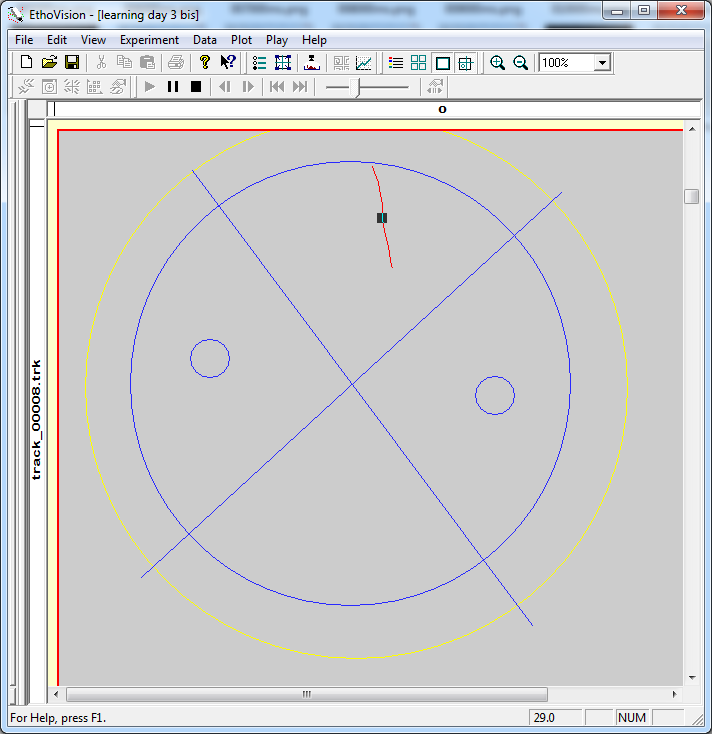 EthoVision - [learning day 3 bis]
File Edit View Experiment Data Plot Play Help
100%
0
track_00008.trk
For Help, press F1.
29.0
NUM